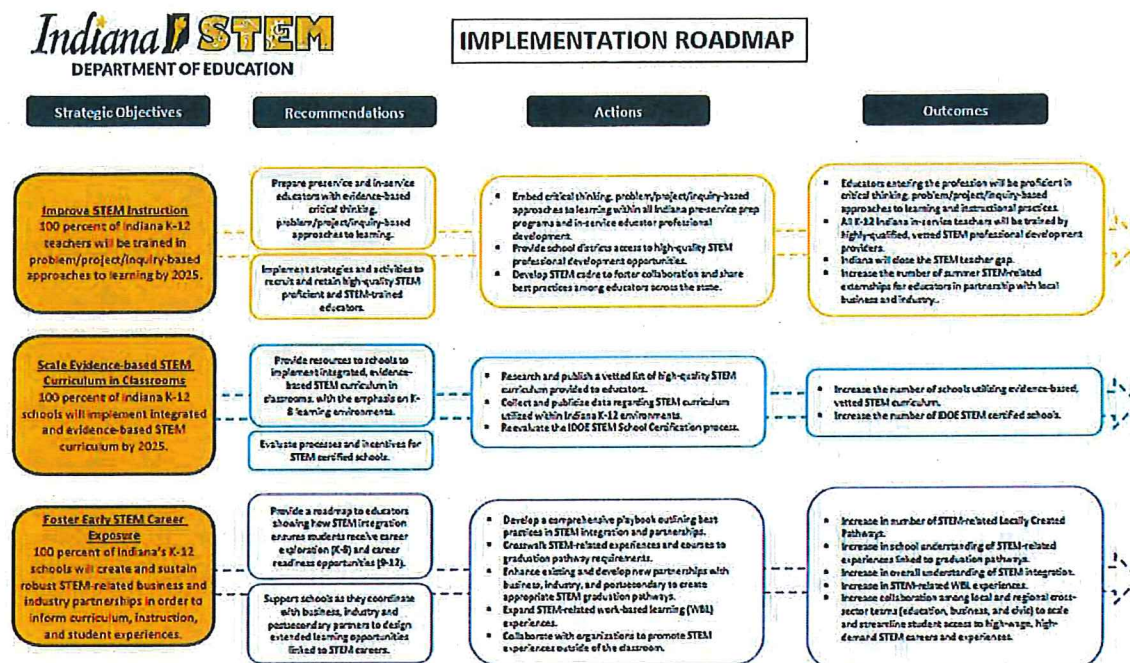 Indiana STEM
DEPARTMENT OF EDUCATION
IMPLEMENTATION ROADMAP
Strategic Objectives
Recommendations
Actions
Outcomes
Improve STEM Instruction
100 percent of Indiana K-12
teachers will be trained in
problem/project/inquiry-based
approaches to learning by 2025.
Prepare preservice and in-service
educators with evidence-based
critical thinking,
problem/project/inquiry-based
approaches to learning.
Implement strategies and activities to
recruit and retain high-quality STEM
proficient and STEM-trained
educators.
▪ Embed critical thinking, problem/project/inquiry-based
approaches to learning within all Indiana pre-service prep
programs and in-service educator professional
development.
▪ Provide school districts access to high-quality STEM
professional development opportunities.
▪ Develop STEM cadre to foster collaboration and share
best practices among educators across the state.
▪ Educators entering the profession will be proficient in
critical thinking, problem/project/inquiry-based
approaches to learning and instructional practices.
▪ All K-12 Indiana in-service teachers will be trained by
highly-qualified, vetted STEM professional development
providers.
▪ Indiana will close the STEM teacher gap.
▪ Increase the number of summer STEM-related
externships for educators in partnership with local
business and industry..
Scale Evidence-based STEM
Curriculum in Classrooms
100 percent of Indiana K-12
schools will implement integrated
and evidence-based STEM
curriculum by 2025.
Provide resources to schools to
implement integrated, evidence-
based STEM curriculum in
classrooms, with the emphasis on K-
8 learning environments.
Evaluate processes and incentives for
STEM certified schools.
▪ Research and publish a vetted list of high-quality STEM
curriculum provided to educators.
▪ Collect and publicize data regarding STEM curriculum
utilized within Indiana K-12 environments.
▪ Reevaluate the IDOE STEM School Certification process.
▪ Increase the number of schools utilizing evidence-based,
vetted STEM curriculum.
▪ Increase the number of IDOE STEM certified schools.
Foster Early STEM Career
Exposure
100 percent of Indiana's K-12
schools will create and sustain
robust STEM-related business and
industry partnerships in order to
inform curriculum, instruction,
and student experiences.
Provide a roadmap to educators
showing how STEM integration
ensures students receive career
exploration (K-8) and career
readiness opportunities (9-12).
Support schools as they coordinate
with business, industry and
postsecondary partners to design
extended learning opportunities
linked to STEM careers.
▪ Develop a comprehensive playbook outlining best
practices in STEM integration and partnerships.
▪ Crosswalk STEM-related experiences and courses to
graduation pathway requirements.
▪ Enhance existing and develop new partnerships with
business, industry, and postsecondary to create
appropriate STEM graduation pathways.
▪ Expand STEM-related work-based learning (WBL)
experiences.
▪ Collaborate with organizations to promote STEM
experiences outside of the classroom.
▪ Increase in number of STEM-related Locally Created
Pathways.
▪ Increase in school understanding of STEM-related
experiences linked to graduation pathways.
▪ Increase in overall understanding of STEM integration.
▪ Increase in STEM-related WBL experiences.
▪ Increase collaboration among local and regional cross-
sector teams (education, business, and civic) to scale
and streamline student access to high-wage, high-
demand STEM careers and experiences.